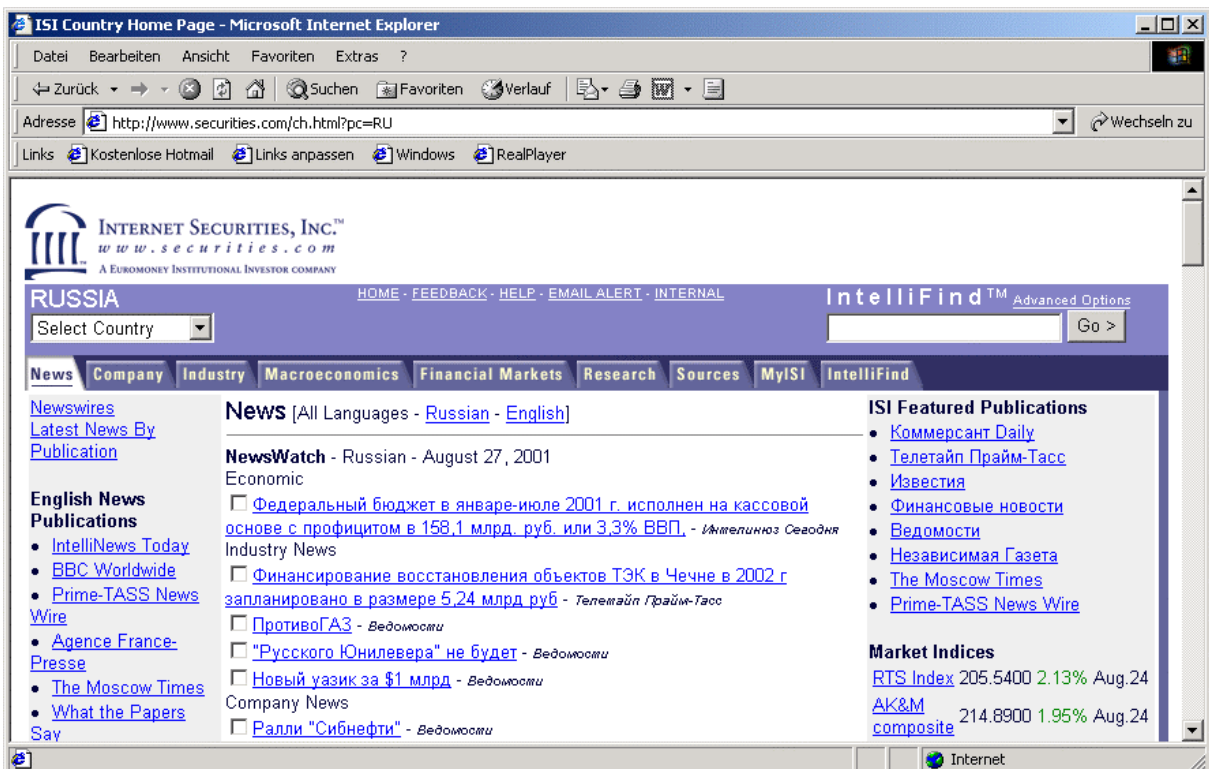 ISI Country Home Page - Microsoft Internet Explorer
Datei Bearbeiten Ansicht Favoriten Extras ?
Zurück Suchen Favoriten Verlauf
Adresse http://www.securities.com/ch.html?pc=RU Wechseln zu
Links Kostenlose Hotmail Links anpassen Windows RealPlayer
INTERNET SECURITIES, INC.™
www.securities.com
A EUROMONEY INSTITUTIONAL INVESTOR COMPANY
RUSSIA
HOME - FEEDBACK - HELP - EMAIL ALERT - INTERNAL
IntelliFind™ Advanced Options
Select Country
Go >
News Company Industry Macroeconomics Financial Markets Research Sources MyISI IntelliFind
Newswires
Latest News By
Publication
English News
Publications
IntelliNews Today
BBC Worldwide
Prime-TASS News
Wire
Agence France-
Presse
The Moscow Times
What the Papers
Say
News [All Languages - Russian - English]
NewsWatch - Russian - August 27, 2001
Economic
Федеральный бюджет в январе-июле 2001 г. исполнен на кассовой
основе с профицитом в 158,1 млрд. руб. или 3,3% ВВП, - Интелинюз Сегодня
Industry News
Финансирование восстановления объектов ТЭК в Чечне в 2002 г
запланировано в размере 5,24 млрд руб - Телетайп Прайм-Тасс
ПротивоГАЗ - Ведомости
"Русского Юнилевера" не будет - Ведомости
Новый уазик за $1 млрд - Ведомости
Company News
Ралли "Сибнефти" - Ведомости
ISI Featured Publications
Коммерсант Daily
Телетайп Прайм-Тасс
Известия
Финансовые новости
Ведомости
Независимая Газета
The Moscow Times
Prime-TASS News Wire
Market Indices
RTS Index 205.5400 2.13% Aug.24
AK&M
composite 214.8900 1.95% Aug.24
Internet